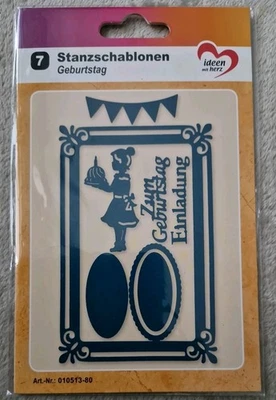 7 Stanzschablonen
Geburtstag
ideen
mit herz
Zum
Geburtstag
Einladung
Art.-Nr.: 010513-80